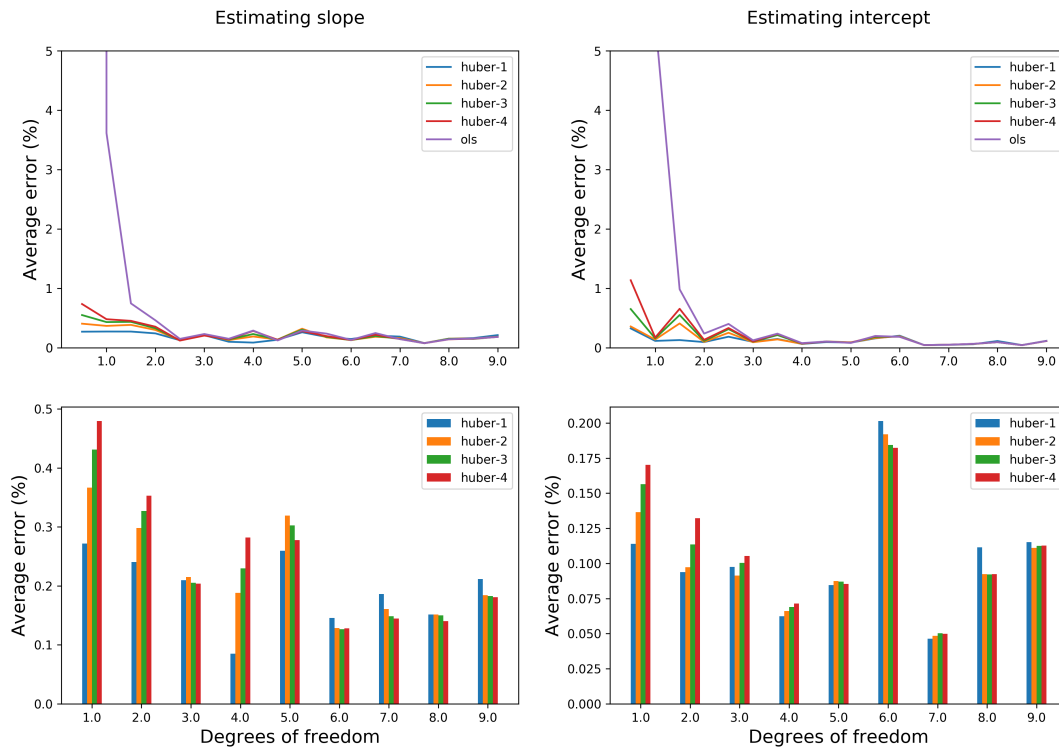 Estimating slope
Estimating intercept
Average error (%)
5
4
3
2
1
0
1.0 2.0 3.0 4.0 5.0 6.0 7.0 8.0 9.0
huber-1
huber-2
huber-3
huber-4
ols
Average error (%)
5
4
3
2
1
0
1.0 2.0 3.0 4.0 5.0 6.0 7.0 8.0 9.0
huber-1
huber-2
huber-3
huber-4
ols
Average error (%)
0.5
0.4
0.3
0.2
0.1
0.0
1.0 2.0 3.0 4.0 5.0 6.0 7.0 8.0 9.0
Degrees of freedom
huber-1
huber-2
huber-3
huber-4
Average error (%)
0.200
0.175
0.150
0.125
0.100
0.075
0.050
0.025
0.000
1.0 2.0 3.0 4.0 5.0 6.0 7.0 8.0 9.0
Degrees of freedom
huber-1
huber-2
huber-3
huber-4